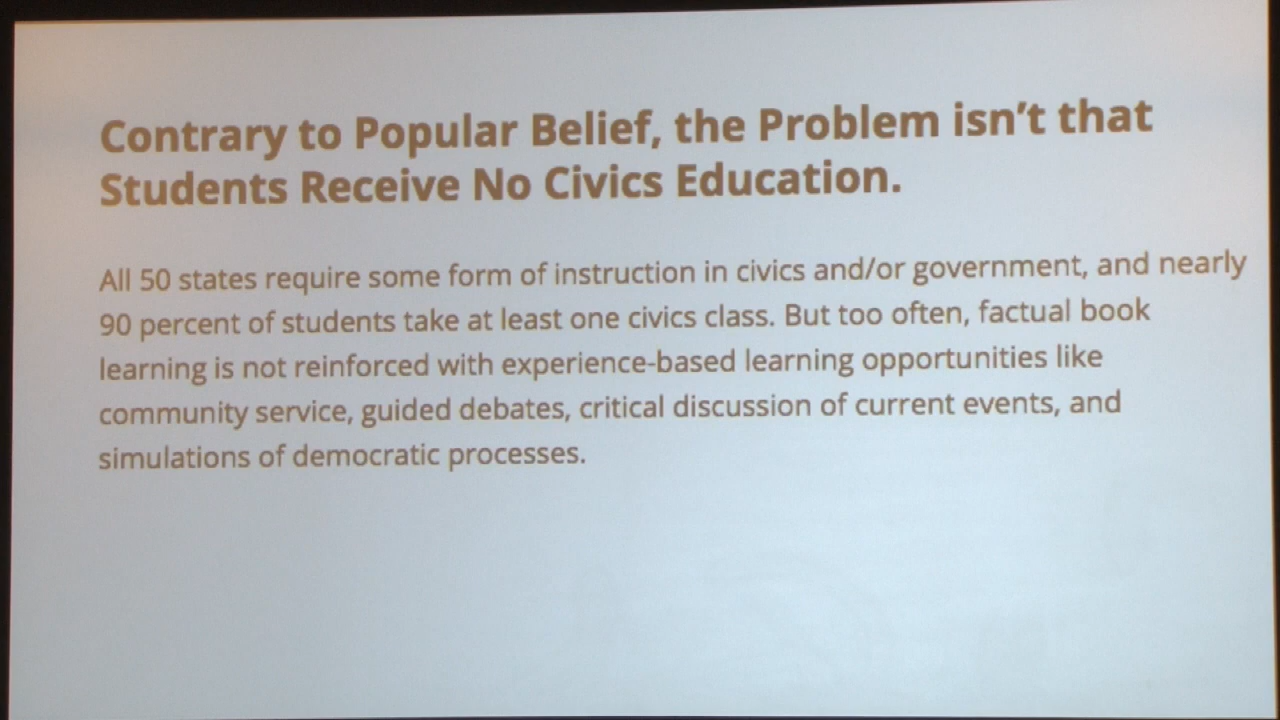 Contrary to Popular Belief, the Problem isn’t that
Students Receive No Civics Education.
All 50 states require some form of instruction in civics and/or government, and nearly
90 percent of students take at least one civics class. But too often, factual book
learning is not reinforced with experience-based learning opportunities like
community service, guided debates, critical discussion of current events, and
simulations of democratic processes.